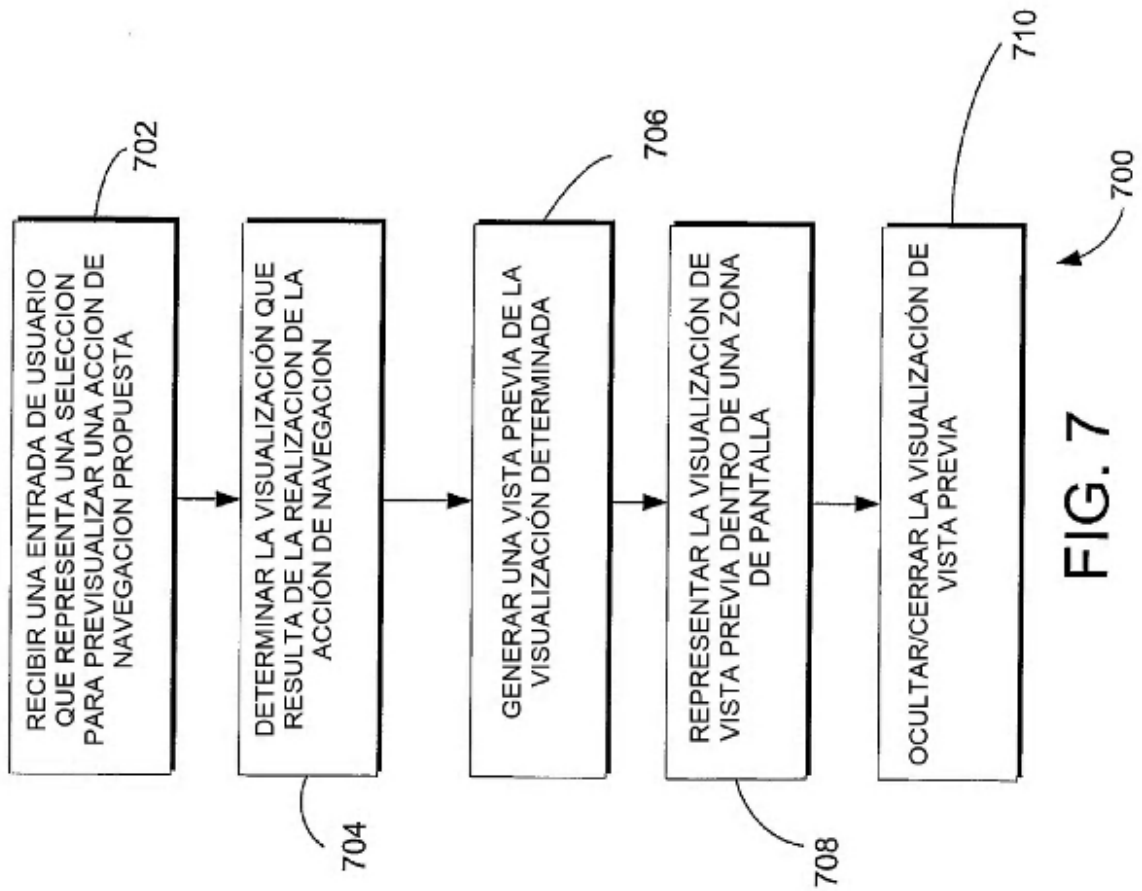 RECIBIR UNA ENTRADA DE USUARIO
QUE REPRESENTA UNA SELECCION
PARA PREVISUALIZAR UNA ACCION DE
NAVEGACION PROPUESTA
702
DETERMINAR LA VISUALIZACIÓN QUE
RESULTA DE LA REALIZACION DE LA
ACCIÓN DE NAVEGACION
704
GENERAR UNA VISTA PREVIA DE LA
VISUALIZACIÓN DETERMINADA
706
REPRESENTAR LA VISUALIZACIÓN DE
VISTA PREVIA DENTRO DE UNA ZONA
DE PANTALLA
708
OCULTAR/CERRAR LA VISUALIZACIÓN DE
VISTA PREVIA
710
700
FIG. 7